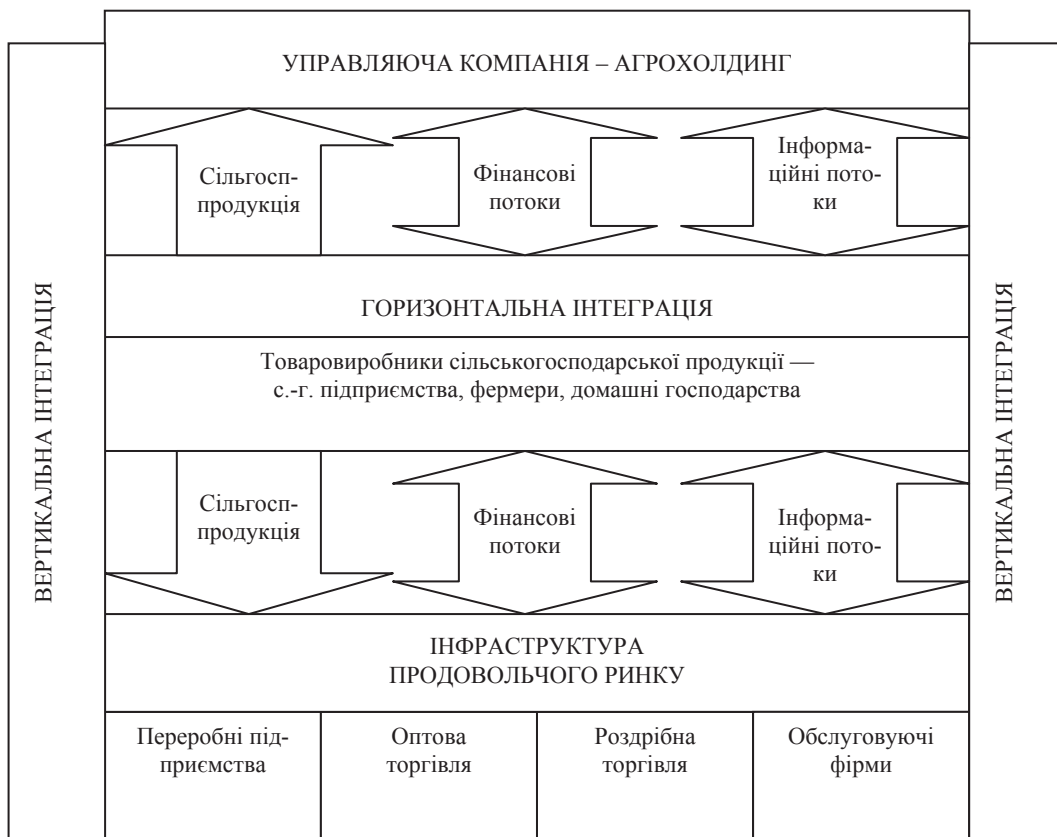 УПРАВЛЯЮЧА КОМПАНІЯ – АГРОХОЛДИНГ
ВЕРТИКАЛЬНА ІНТЕГРАЦІЯ
Сільгосп-
продукція
Фінансові
потоки
Інформа-
ційні пото-
ки
ГОРИЗОНТАЛЬНА ІНТЕГРАЦІЯ
Товаровиробники сільськогосподарської продукції —
с.-г. підприємства, фермери, домашні господарства
Сільгосп-
продукція
Фінансові
потоки
Інформа-
ційні пото-
ки
ВЕРТИКАЛЬНА ІНТЕГРАЦІЯ
ІНФРАСТРУКТУРА
ПРОДОВОЛЬЧОГО РИНКУ
Переробні під-
приємства
Оптова
торгівля
Роздрібна
торгівля
Обслуговуючі
фірми